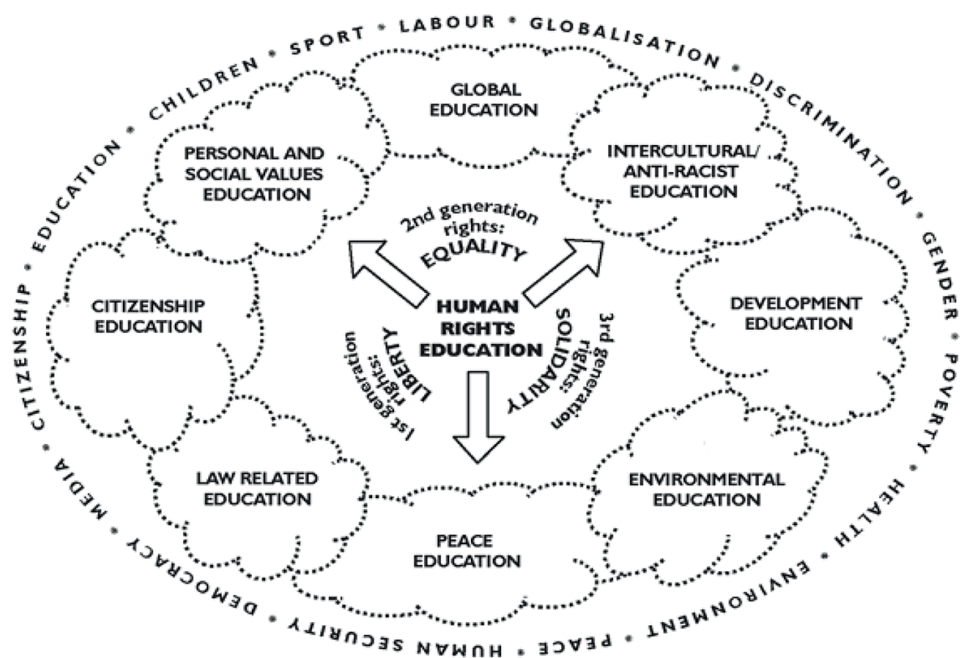 CITIZENSHIP * EDUCATION * CHILDREN * SPORT * LABOUR * GLOBALISATION * DISCRIMINATION * GENDER * POVERTY * HEALTH * ENVIRONMENT * PEACE * HUMAN SECURITY * DEMOCRACY * MEDIA *
GLOBAL
EDUCATION
PERSONAL AND
SOCIAL VALUES
EDUCATION
INTERCULTURAL/
ANTI-RACIST
EDUCATION
2nd generation
rights:
EQUALITY
CITIZENSHIP
EDUCATION
HUMAN
RIGHTS
EDUCATION
DEVELOPMENT
EDUCATION
1st generation
rights:
LIBERTY
3rd generation
rights:
SOLIDARITY
LAW RELATED
EDUCATION
ENVIRONMENTAL
EDUCATION
PEACE
EDUCATION